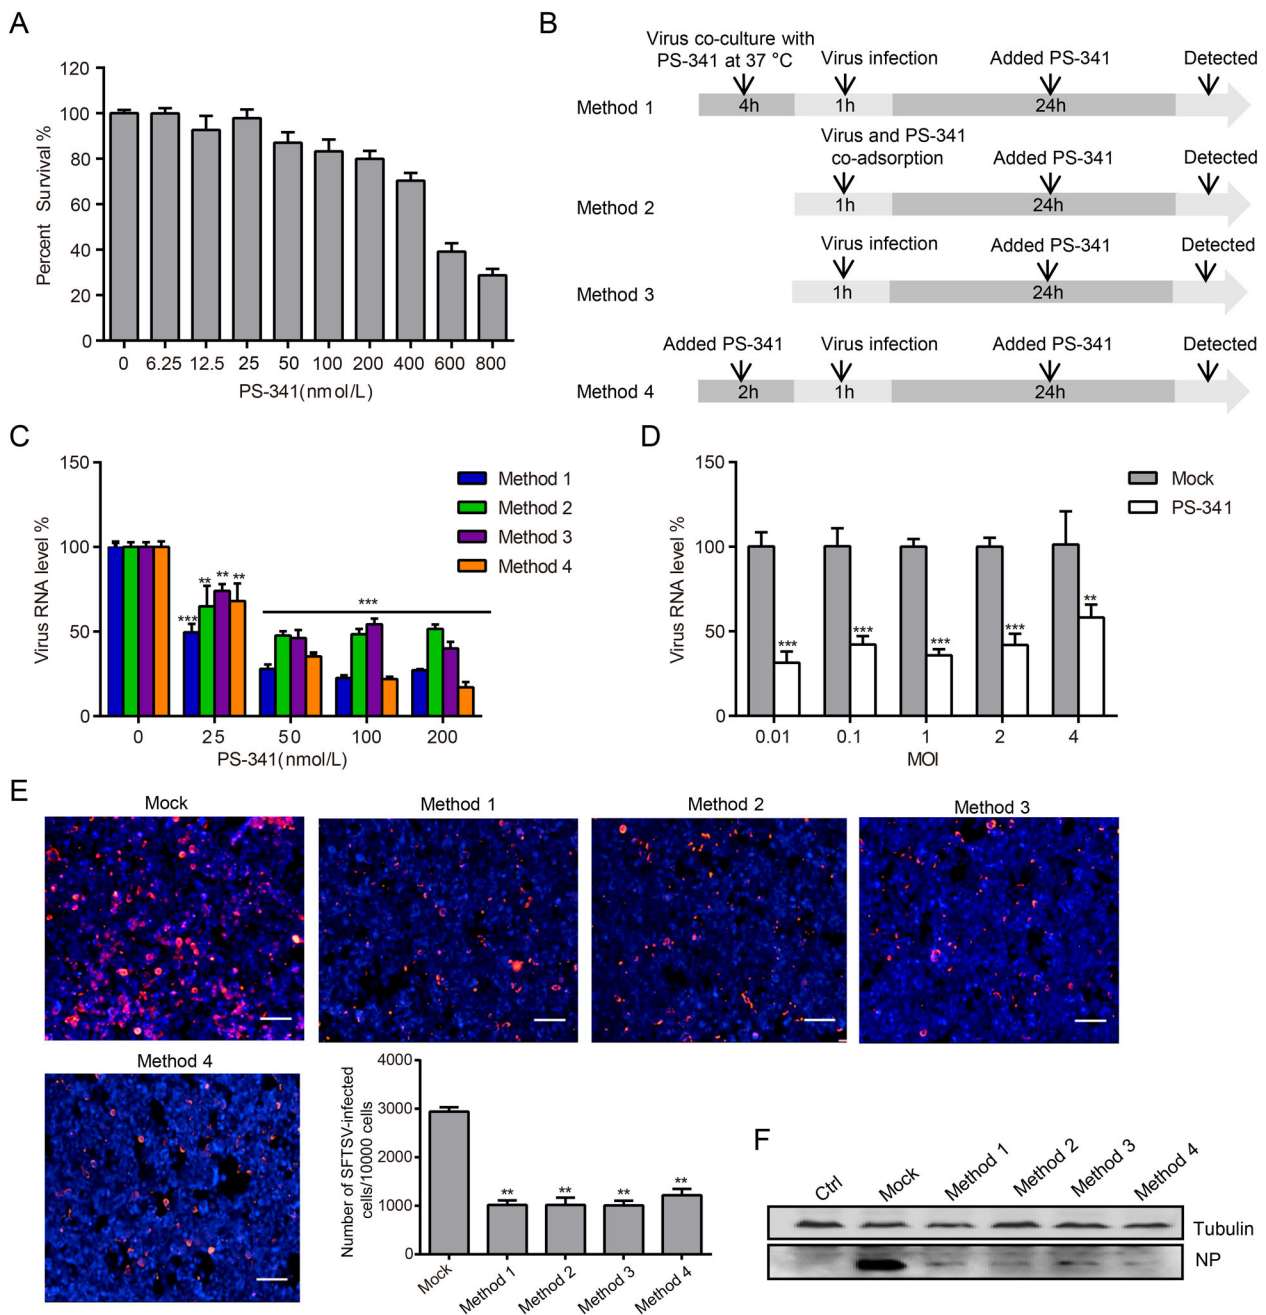 A
120
100
80
60
40
20
0
Percent Survival %
0 6.25 12.5 25 50 100 200 400 600 800
PS-341(nmol/L)
B
Virus co-culture with
PS-341 at 37 °C
Virus infection
Added PS-341
Detected
Method 1
4h
1h
24h
Virus and PS-341
co-adsorption
Added PS-341
Detected
Method 2
1h
24h
Virus infection
Added PS-341
Detected
Method 3
1h
24h
Added PS-341
Virus infection
Added PS-341
Detected
Method 4
2h
1h
24h
C
150
100
50
0
Virus RNA level %
***
**
**
**
***
Method 1
Method 2
Method 3
Method 4
0 25 50 100 200
PS-341(nmol/L)
D
150
100
50
0
Virus RNA level %
***
***
***
***
**
Mock
PS-341
0.01 0.1 1 2 4
MOI
E
Mock
Method 1
Method 2
Method 3
Method 4
4000
3000
2000
1000
0
Number of SFTSV-infected
cells/10000 cells
** ** ** **
Mock
Method 1
Method 2
Method 3
Method 4
F
Ctrl
Mock
Method 1
Method 2
Method 3
Method 4
Tubulin
NP